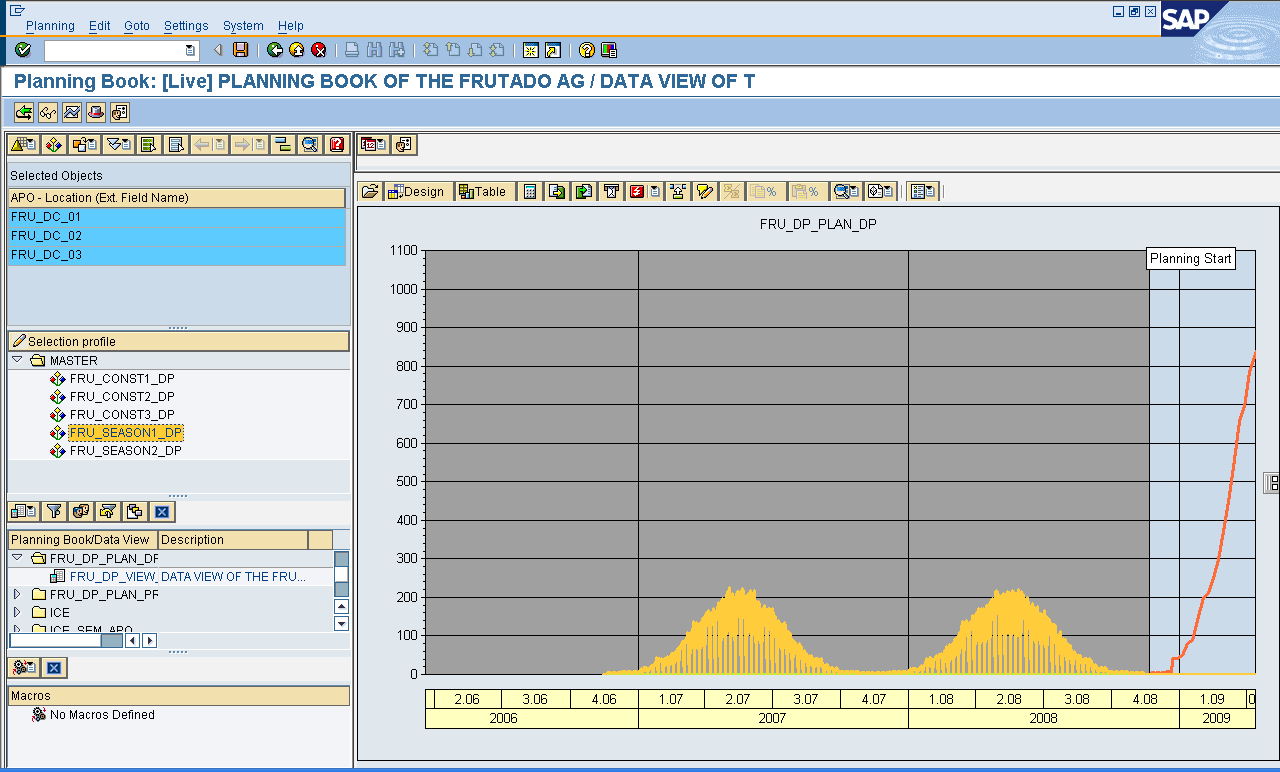 Planning Edit Goto Settings System Help
SAP
Planning Book: [Live] PLANNING BOOK OF THE FRUTADO AG / DATA VIEW OF T
Selected Objects
APO - Location (Ext. Field Name)
FRU_DC_01
FRU_DC_02
FRU_DC_03
Selection profile
MASTER
FRU_CONST1_DP
FRU_CONST2_DP
FRU_CONST3_DP
FRU_SEASON1_DP
FRU_SEASON2_DP
Planning Book/Data View Description
FRU_DP_PLAN_DF
FRU_DP_VIEW_ DATA VIEW OF THE FRU...
FRU_DP_PLAN_PF
ICE
ICE_SEM_APO
Macros
No Macros Defined
Design Table
FRU_DP_PLAN_DP
Planning Start
1100
1000
900
800
700
600
500
400
300
200
100
0
2.06 3.06 4.06 1.07 2.07 3.07 4.07 1.08 2.08 3.08 4.08 1.09 0
2006 2007 2008 2009